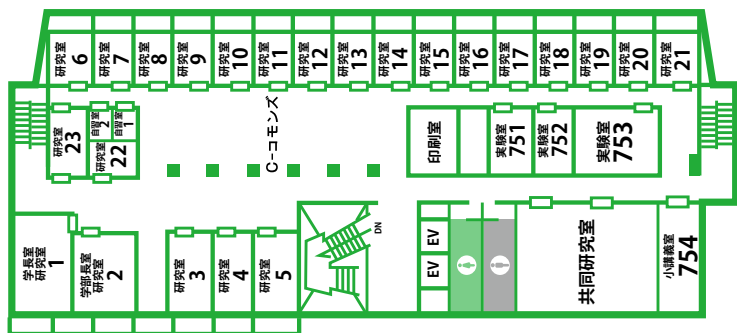 研究室
6
研究室
7
研究室
8
研究室
9
研究室
10
研究室
11
研究室
12
研究室
13
研究室
14
研究室
15
研究室
16
研究室
17
研究室
18
研究室
19
研究室
20
研究室
21
研究室
23
自習室
2
自習室
1
研究室
22
C-コモンズ
印刷室
実験室
751
実験室
752
実験室
753
学長室
研究室
1
学部長室
研究室
2
研究室
3
研究室
4
研究室
5
DN
EV
EV
共同研究室
小講義室
754